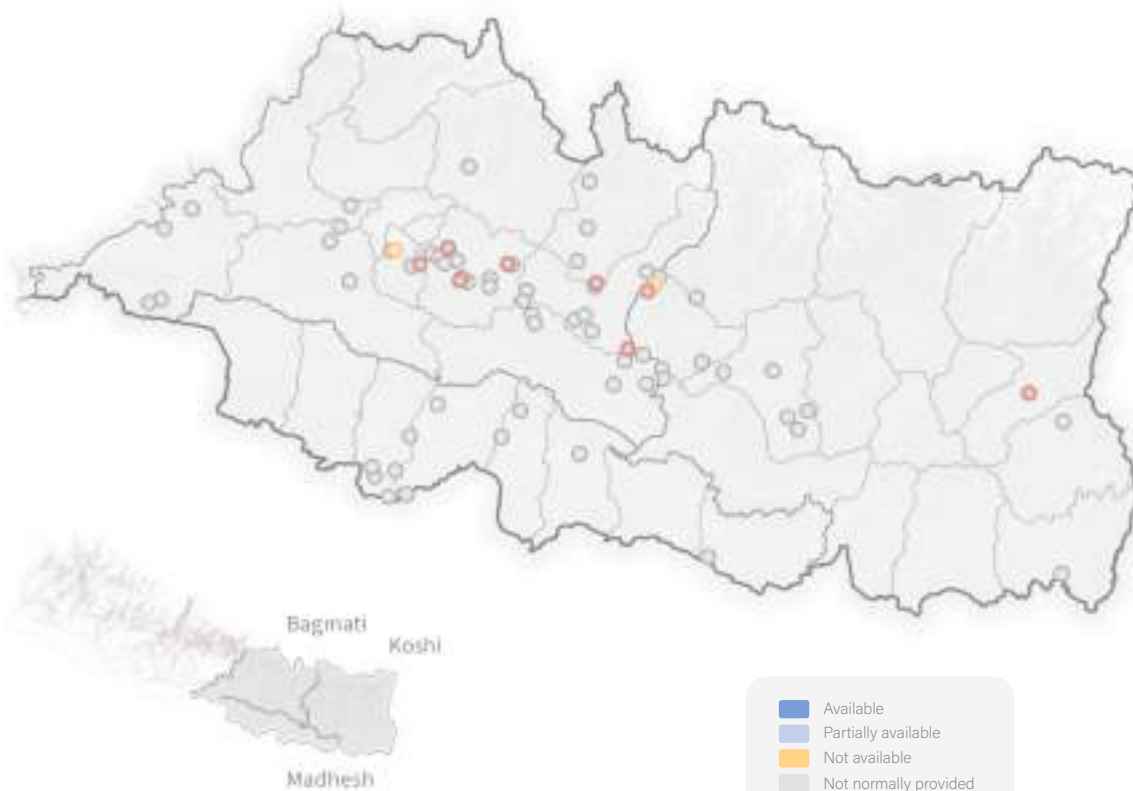 Bagmati
Koshi
Madhesh
Available
Partially available
Not available
Not normally provided